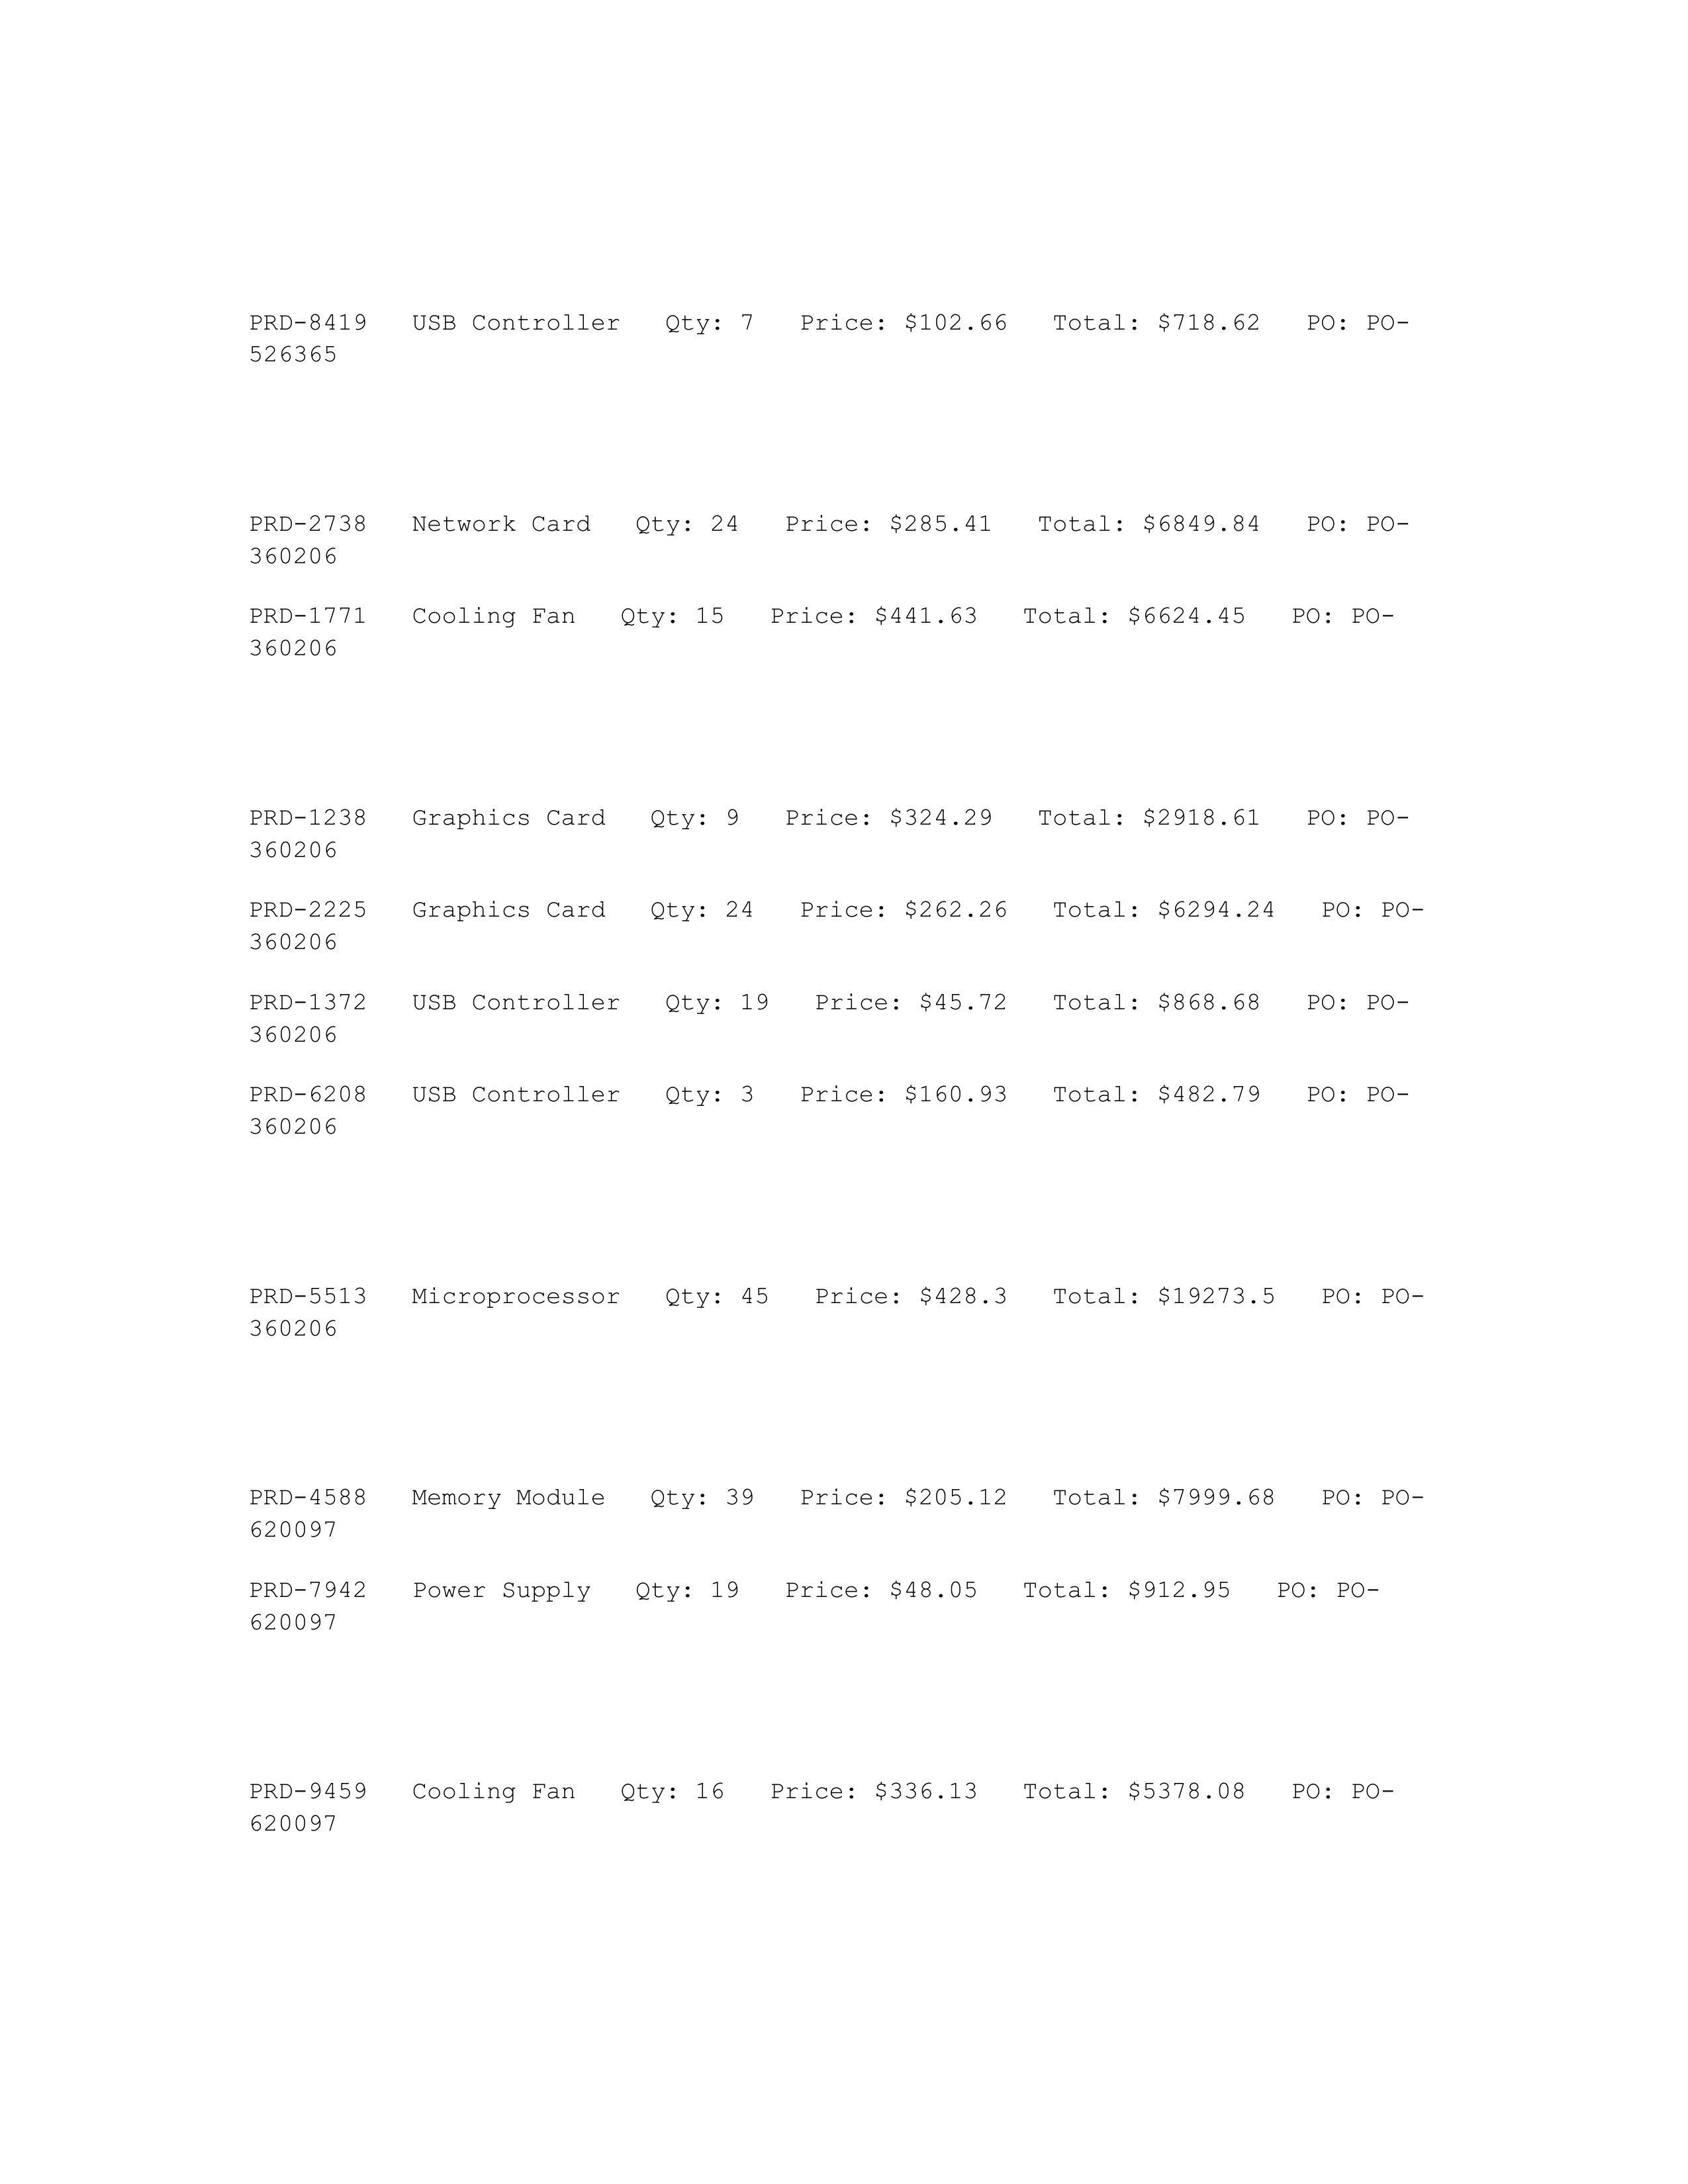 PRD-8419   USB Controller   Qty: 7   Price: $102.66   Total: $718.62   PO: PO-
526365
PRD-2738   Network Card   Qty: 24   Price: $285.41   Total: $6849.84   PO: PO-
360206
PRD-1771   Cooling Fan   Qty: 15   Price: $441.63   Total: $6624.45   PO: PO-
360206
PRD-1238   Graphics Card   Qty: 9   Price: $324.29   Total: $2918.61   PO: PO-
360206
PRD-2225   Graphics Card   Qty: 24   Price: $262.26   Total: $6294.24   PO: PO-
360206
PRD-1372   USB Controller   Qty: 19   Price: $45.72   Total: $868.68   PO: PO-
360206
PRD-6208   USB Controller   Qty: 3   Price: $160.93   Total: $482.79   PO: PO-
360206
PRD-5513   Microprocessor   Qty: 45   Price: $428.3   Total: $19273.5   PO: PO-
360206
PRD-4588   Memory Module   Qty: 39   Price: $205.12   Total: $7999.68   PO: PO-
620097
PRD-7942   Power Supply   Qty: 19   Price: $48.05   Total: $912.95   PO: PO-
620097
PRD-9459   Cooling Fan   Qty: 16   Price: $336.13   Total: $5378.08   PO: PO-
620097